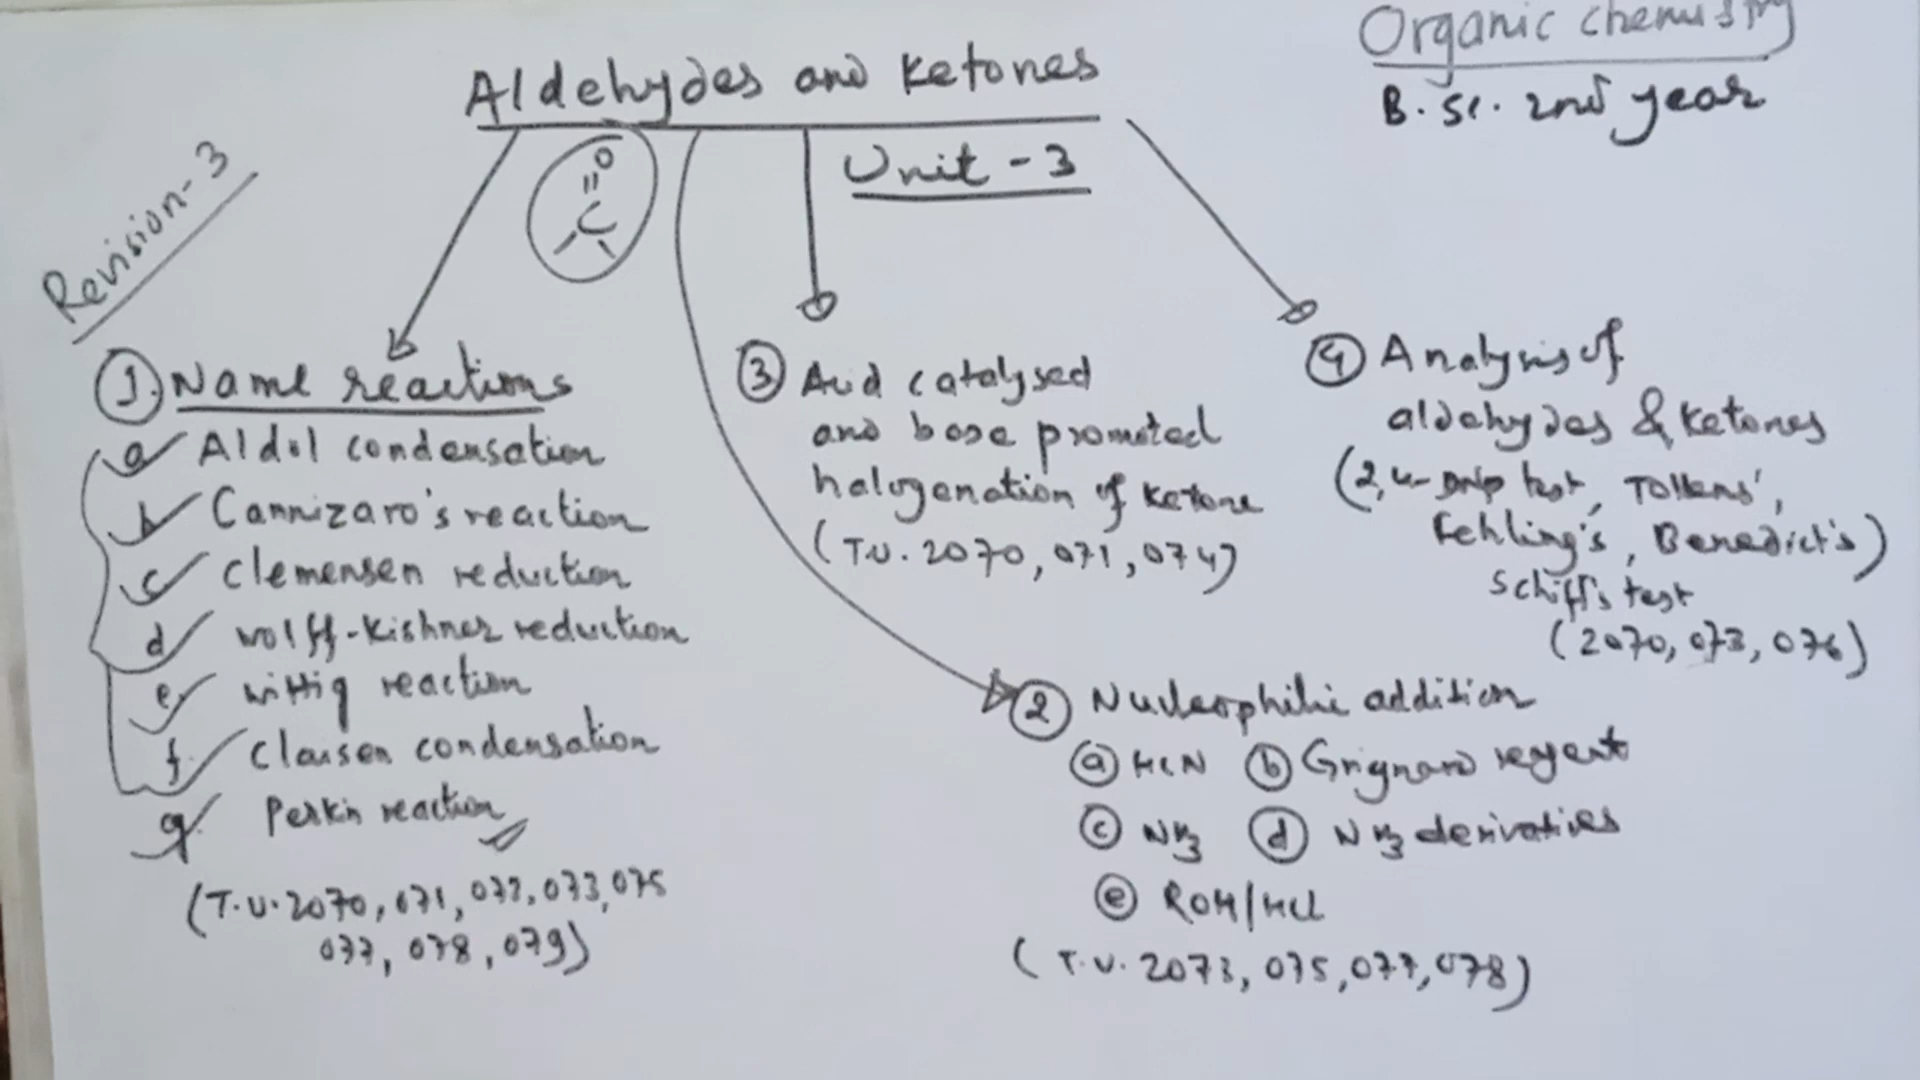 Organic chemistry
B.Sc. 2nd year
Aldehydes and Ketones
Unit-3
O
C
Revision-3
1. Name reactions
a Aldol condensation
b Cannizaro's reaction
c Clemensen reduction
d wolff-Kishner reduction
e wittig reaction
f. Claisen condensation
g. Perkin reaction
(T.U. 2070, 071, 072, 073, 075
077, 078, 079)
3 Acid catalysed
and base promoted
halogenation of ketone
(T.U. 2070, 071, 074)
4 Analysis of
aldehydes & Ketones
(2,4-DNP test, Tollens',
Fehling's, Benedict's)
Schiff's test
(2070, 073, 076)
2 Nucleophilic addition
a HCN b Grignard regent
c NH3 d NH3 derivatives
e ROH/HCl
(T.U. 2073, 075, 077, 078)